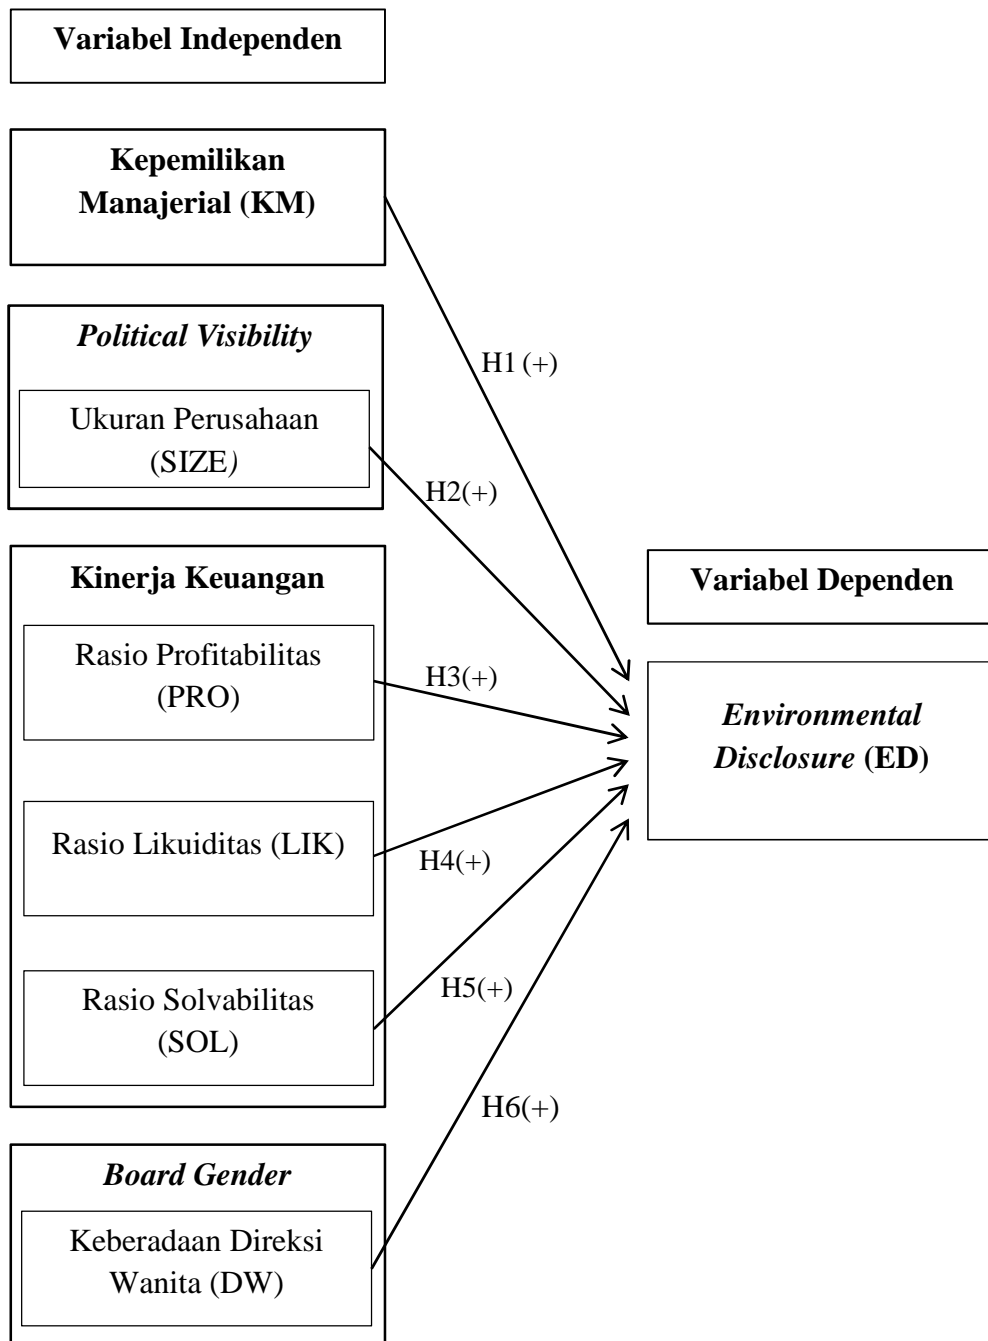 Variabel Independen
Kepemilikan
Manajerial (KM)
H1 (+)
Political Visibility
Ukuran Perusahaan
(SIZE)
H2(+)
Kinerja Keuangan
Rasio Profitabilitas
(PRO)
H3(+)
Rasio Likuiditas (LIK)
H4(+)
Rasio Solvabilitas
(SOL)
H5(+)
Board Gender
Keberadaan Direksi
Wanita (DW)
H6(+)
Variabel Dependen
Environmental
Disclosure (ED)